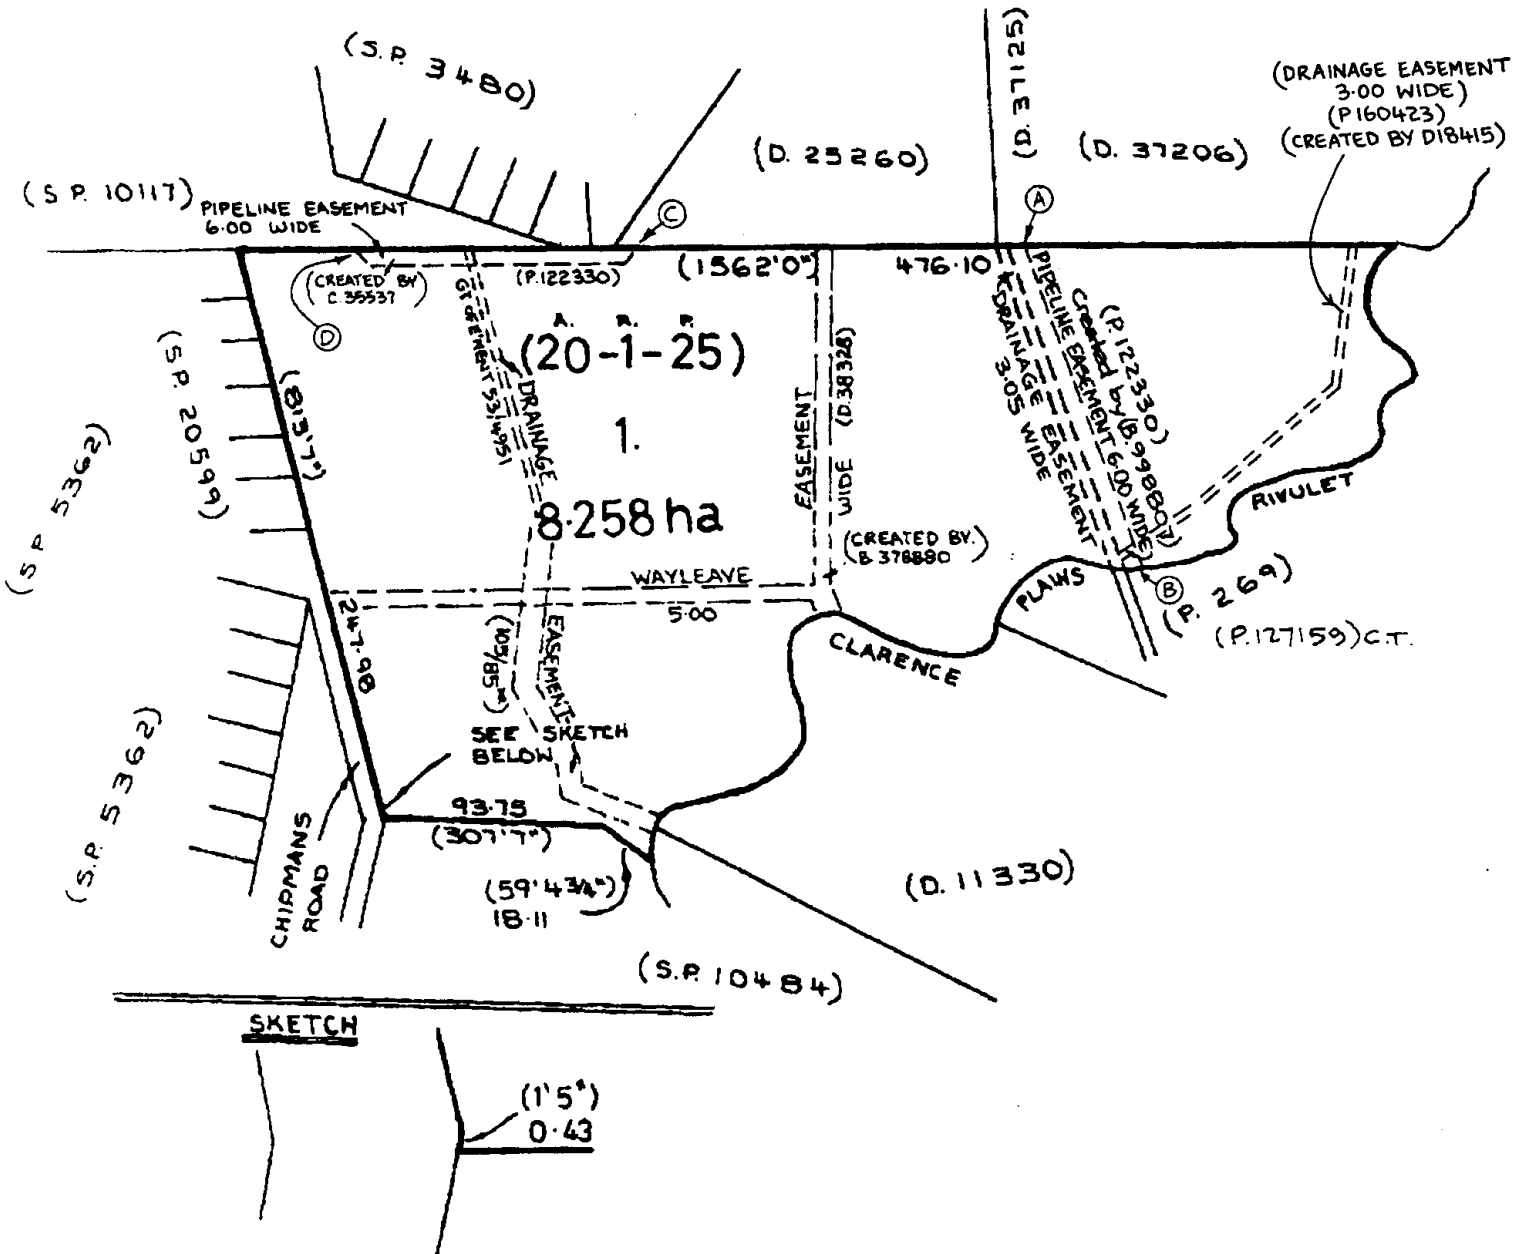 (S.P. 3480)
(D. 37125)
(DRAINAGE EASEMENT
3.00 WIDE)
(P160423)
(CREATED BY D18415)
(D. 25260)
(D. 37206)
(S P. 10117)
PIPELINE EASEMENT
6.00 WIDE
C
A
(CREATED BY
C.35537)
(P.122330)
(1562'0")
476.10
D
A. R. P.
(20-1-25)
1.
8.258 ha
DRAINAGE
EASEMENT
(813'7")
247.98
(S.P. 20599)
(S.P. 5362)
(S.P. 5362)
EASEMENT
WIDE (D.38328)
(CREATED BY.
B.378880)
WAYLEAVE
5.00
DRAINAGE EASEMENT
3.05 WIDE
PIPELINE EASEMENT 6.00 WIDE
Created by (B.998807)
(P.122330)
B
CLARENCE
PLAINS
RIVULET
(P. 269)
(P.127159) C.T.
SEE SKETCH
BELOW
93.75
(307'7")
(59'4¾")
18.11
CHIPMANS
ROAD
(D. 11330)
(S.P. 10484)
SKETCH
(1'5")
0.43